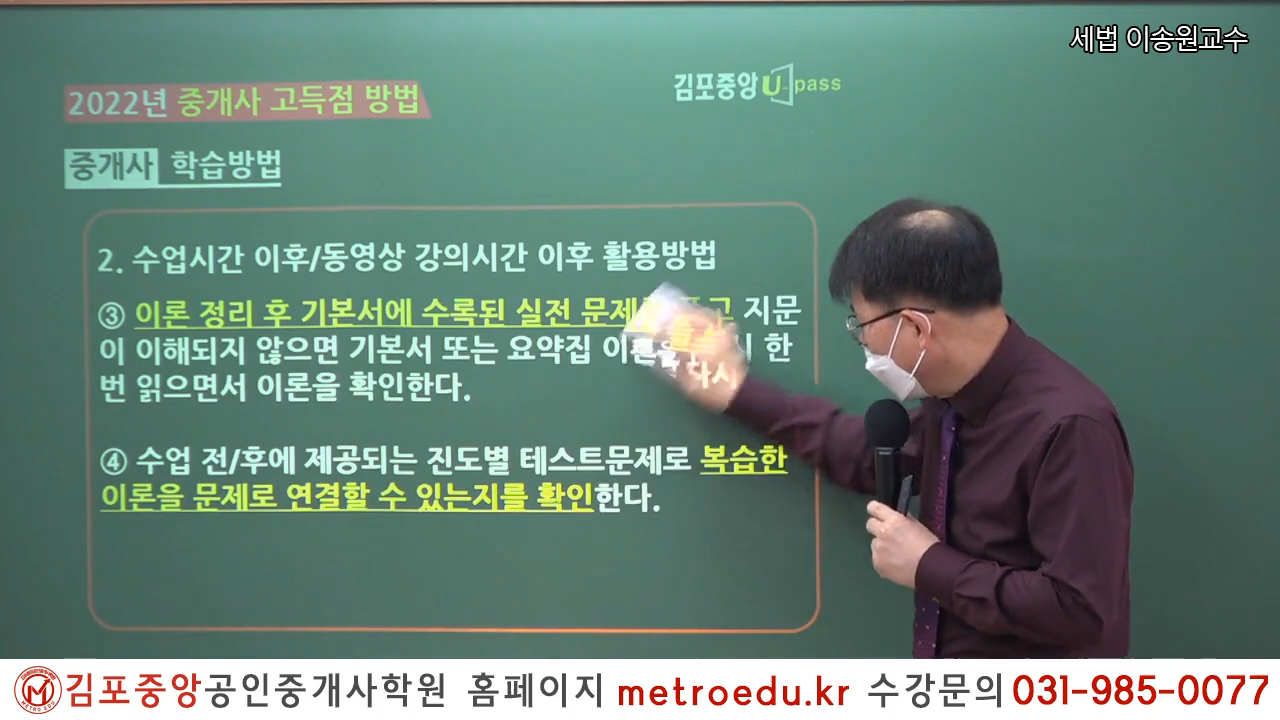 세법 이송원교수
김포중앙 U pass
2022년 중개사 고득점 방법
중개사 학습방법
2. 수업시간 이후/동영상 강의시간 이후 활용방법
③ 이론 정리 후 기본서에 수록된 실전 문제를 풀고 지문
이 이해되지 않으면 기본서 또는 요약집 이론을 다시 한
번 읽으면서 이론을 확인한다.
④ 수업 전/후에 제공되는 진도별 테스트문제로 복습한
이론을 문제로 연결할 수 있는지를 확인한다.
METRO EDU
김포중앙공인중개사학원 홈페이지 metroedu.kr 수강문의 031-985-0077